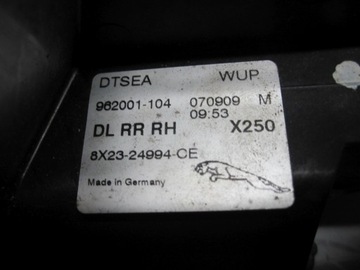 DTSEA WUP
962001-104 070909 M
09:53
DL RR RH X250
8X23-24994-CE
Made in Germany